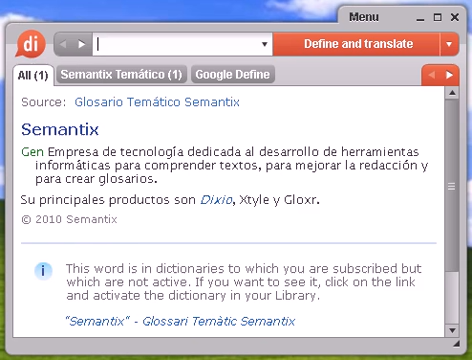 Menu
di
Define and translate
All (1) Semantix Temático (1) Google Define
Source: Glosario Temático Semantix
Semantix
Gen Empresa de tecnología dedicada al desarrollo de herramientas
informáticas para comprender textos, para mejorar la redacción y
para crear glosarios.
Su principales productos son Dixio, Xtyle y Gloxr.
© 2010 Semantix
i
This word is in dictionaries to which you are subscribed but
which are not active. If you want to see it, click on the link
and activate the dictionary in your Library.
"Semantix" - Glossari Temàtic Semantix